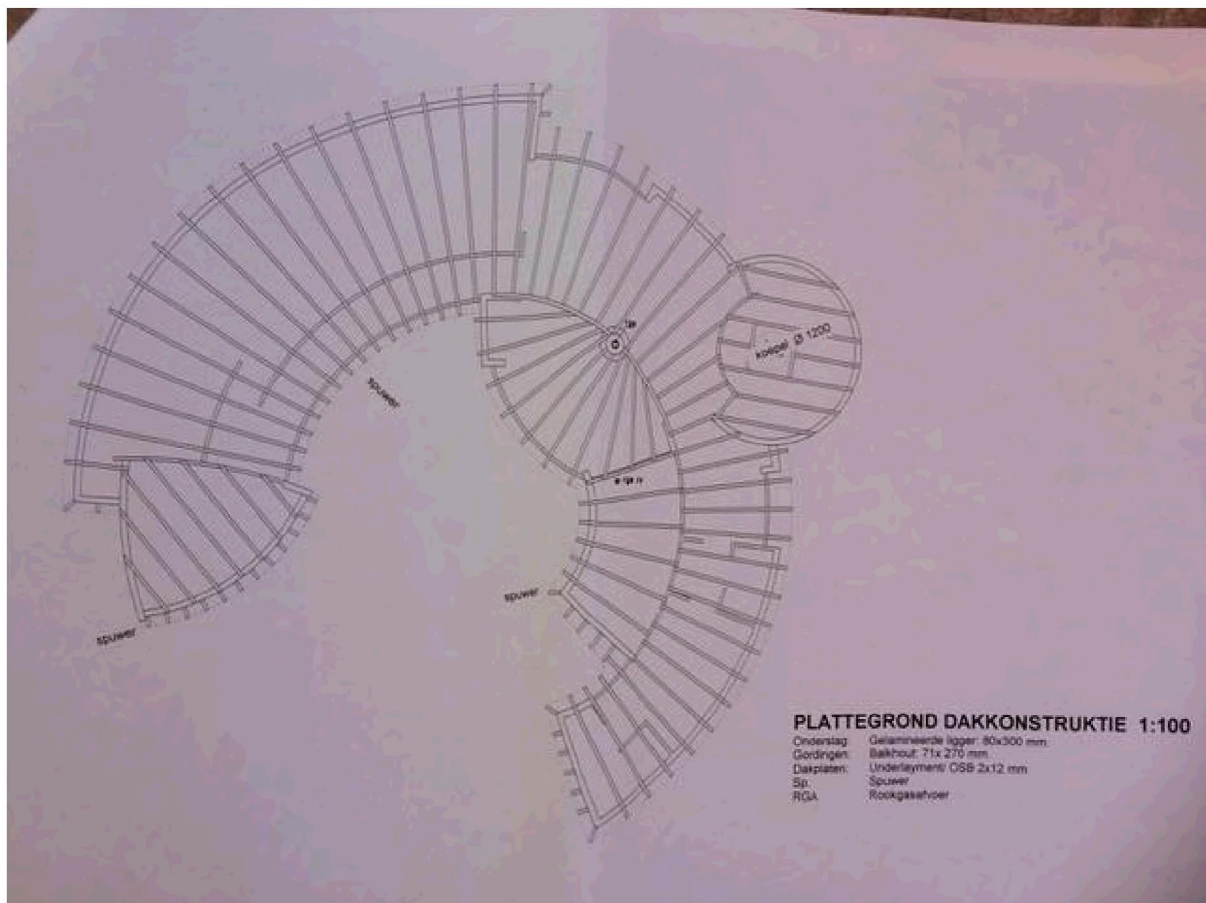 koepel Ø 1200
spuwer
spuwer
spuwer
PLATTEGROND DAKKONSTRUKTIE 1:100
Onderslag: Gelamineerde ligger: 80x300 mm.
Gordingen: Balkhout: 71x 270 mm.
Dakplaten: Underlayment/ OSB 2x12 mm
Sp. Spuwer
RGA Rookgasafvoer